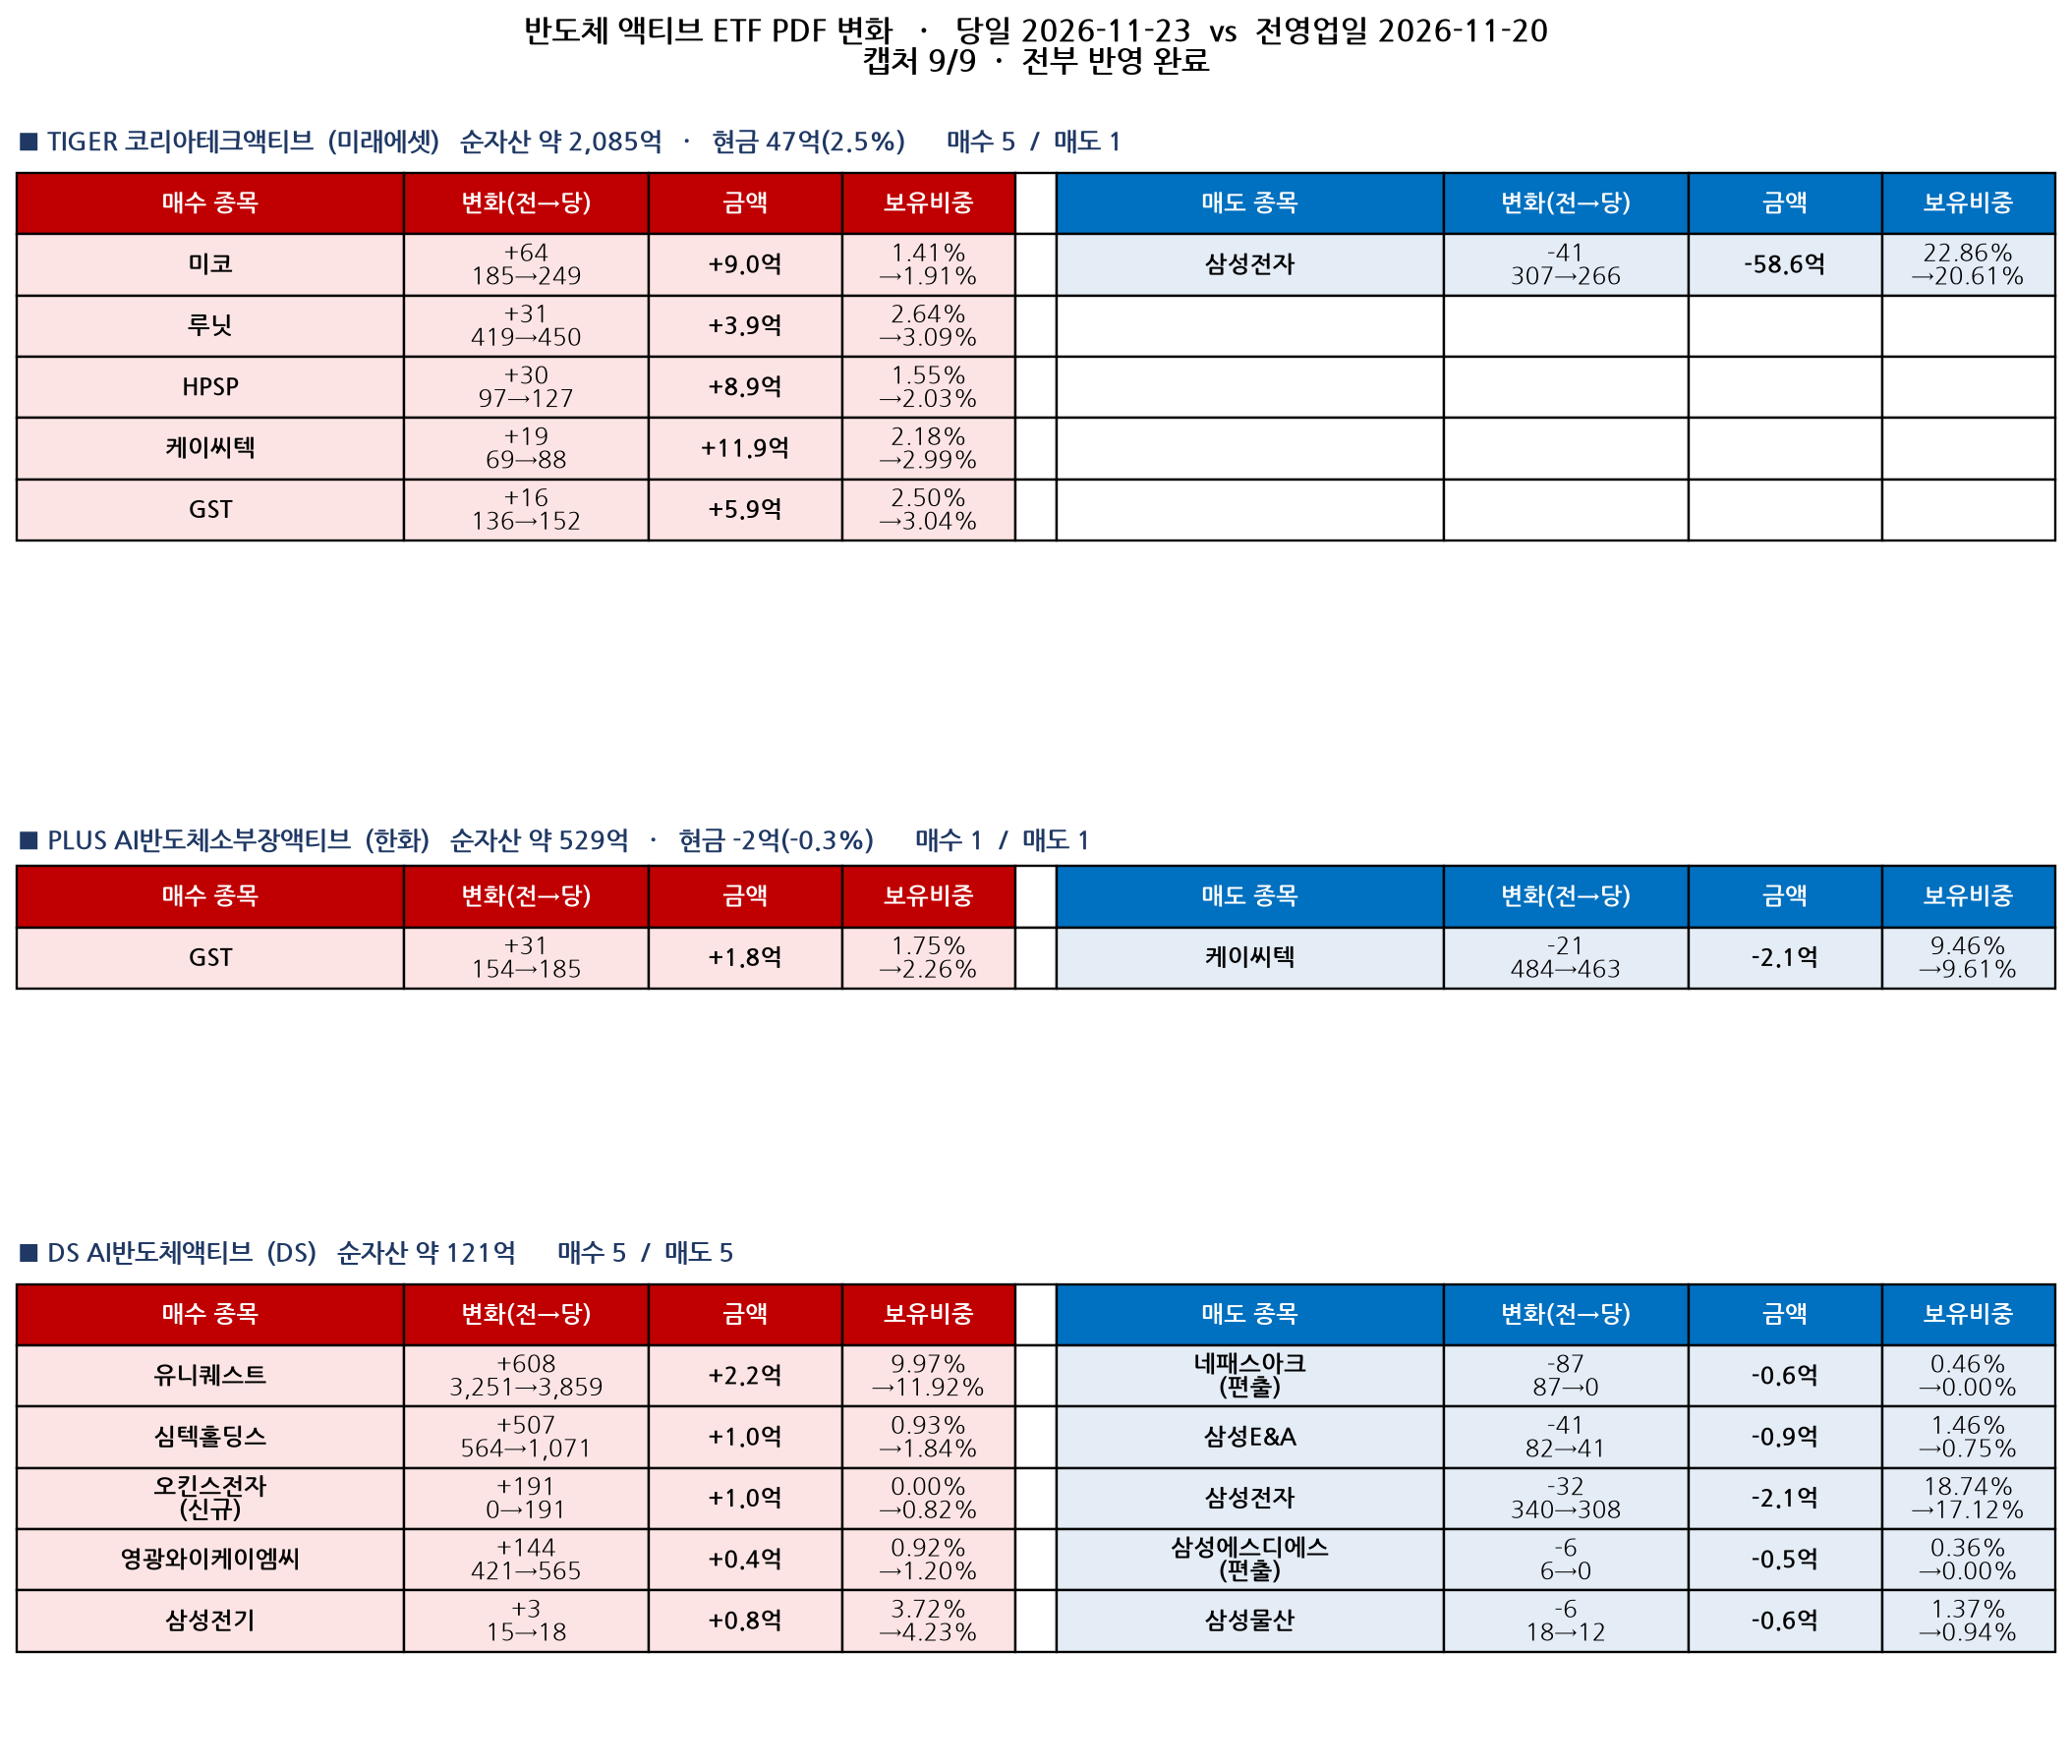 반도체 액티브 ETF PDF 변화 · 당일 2026-11-23 vs 전영업일 2026-11-20
캡처 9/9 · 전부 반영 완료
■ TIGER 코리아테크액티브 (미래에셋) 순자산 약 2,085억 · 현금 47억(2.5%) 매수 5 / 매도 1
매수 종목 변화(전→당) 금액 보유비중 매도 종목 변화(전→당) 금액 보유비중
미코 +64 185→249 +9.0억 1.41% →1.91% 삼성전자 -41 307→266 -58.6억 22.86% →20.61%
루닛 +31 419→450 +3.9억 2.64% →3.09%
HPSP +30 97→127 +8.9억 1.55% →2.03%
케이씨텍 +19 69→88 +11.9억 2.18% →2.99%
GST +16 136→152 +5.9억 2.50% →3.04%
■ PLUS AI반도체소부장액티브 (한화) 순자산 약 529억 · 현금 -2억(-0.3%) 매수 1 / 매도 1
매수 종목 변화(전→당) 금액 보유비중 매도 종목 변화(전→당) 금액 보유비중
GST +31 154→185 +1.8억 1.75% →2.26% 케이씨텍 -21 484→463 -2.1억 9.46% →9.61%
■ DS AI반도체액티브 (DS) 순자산 약 121억 매수 5 / 매도 5
매수 종목 변화(전→당) 금액 보유비중 매도 종목 변화(전→당) 금액 보유비중
유니퀘스트 +608 3,251→3,859 +2.2억 9.97% →11.92% 네패스아크 (편출) -87 87→0 -0.6억 0.46% →0.00%
심텍홀딩스 +507 564→1,071 +1.0억 0.93% →1.84% 삼성E&A -41 82→41 -0.9억 1.46% →0.75%
오킨스전자 (신규) +191 0→191 +1.0억 0.00% →0.82% 삼성전자 -32 340→308 -2.1억 18.74% →17.12%
영광와이케이엠씨 +144 421→565 +0.4억 0.92% →1.20% 삼성에스디에스 (편출) -6 6→0 -0.5억 0.36% →0.00%
삼성전기 +3 15→18 +0.8억 3.72% →4.23% 삼성물산 -6 18→12 -0.6억 1.37% →0.94%